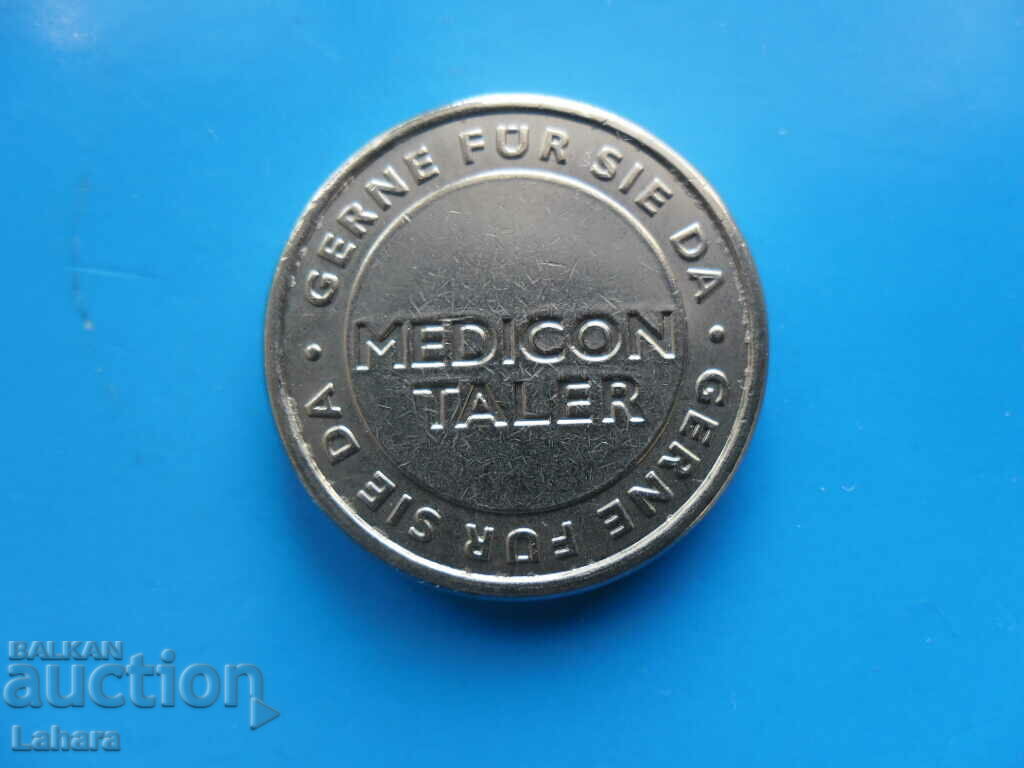 GERNE FÜR SIE DA · GERNE FÜR SIE DA ·
MEDICON
TALER
BALKAN
auction
Lahara